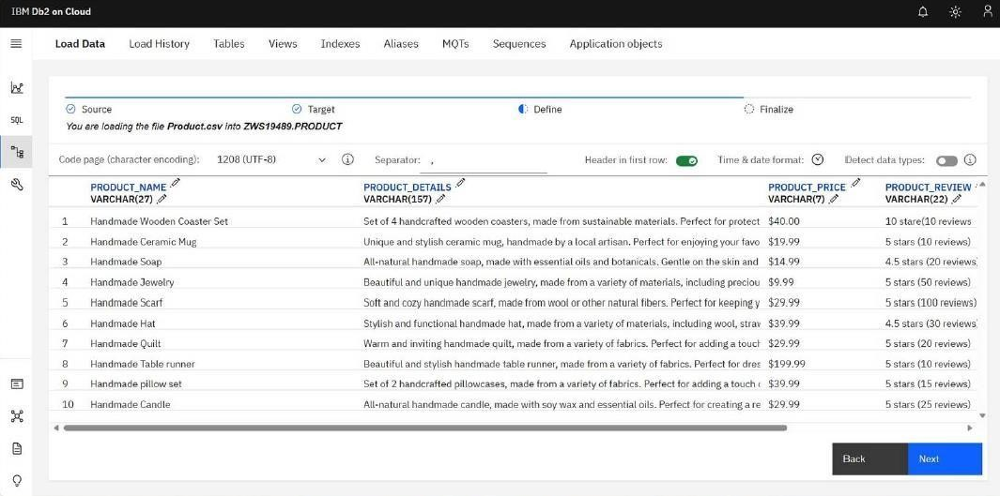 IBM Db2 on Cloud
Load Data Load History Tables Views Indexes Aliases MQTs Sequences Application objects
SQL
Source Target Define Finalize
You are loading the file Product.csv into ZWS19489.PRODUCT
Code page (character encoding): 1208 (UTF-8) Separator: , Header in first row: Time & date format: Detect data types:
PRODUCT_NAME PRODUCT_DETAILS PRODUCT_PRICE PRODUCT_REVIEW
VARCHAR(27) VARCHAR(157) VARCHAR(7) VARCHAR(22)
1 Handmade Wooden Coaster Set Set of 4 handcrafted wooden coasters, made from sustainable materials. Perfect for protect $40.00 10 stare(10 reviews
2 Handmade Ceramic Mug Unique and stylish ceramic mug, handmade by a local artisan. Perfect for enjoying your favo $19.99 5 stars (10 reviews)
3 Handmade Soap All-natural handmade soap, made with essential oils and botanicals. Gentle on the skin and $14.99 4.5 stars (20 reviews
4 Handmade Jewelry Beautiful and unique handmade jewelry, made from a variety of materials, including preciou $9.99 5 stars (50 reviews)
5 Handmade Scarf Soft and cozy handmade scarf, made from wool or other natural fibers. Perfect for keeping y $29.99 5 stars (100 reviews)
6 Handmade Hat Stylish and functional handmade hat, made from a variety of materials, including wool, straw $39.99 4.5 stars (30 reviews
7 Handmade Quilt Warm and inviting handmade quilt, made from a variety of fabrics. Perfect for adding a touch $29.99 5 stars (20 reviews)
8 Handmade Table runner Beautiful and stylish handmade table runner, made from a variety of fabrics. Perfect for dres $199.99 5 stars (10 reviews)
9 Handmade pillow set Set of 2 handcrafted pillowcases, made from a variety of fabrics. Perfect for adding a touch o $39.99 5 stars (15 reviews)
10 Handmade Candle All-natural handmade candle, made with soy wax and essential oils. Perfect for creating a re $29.99 5 stars (25 reviews)
Back Next